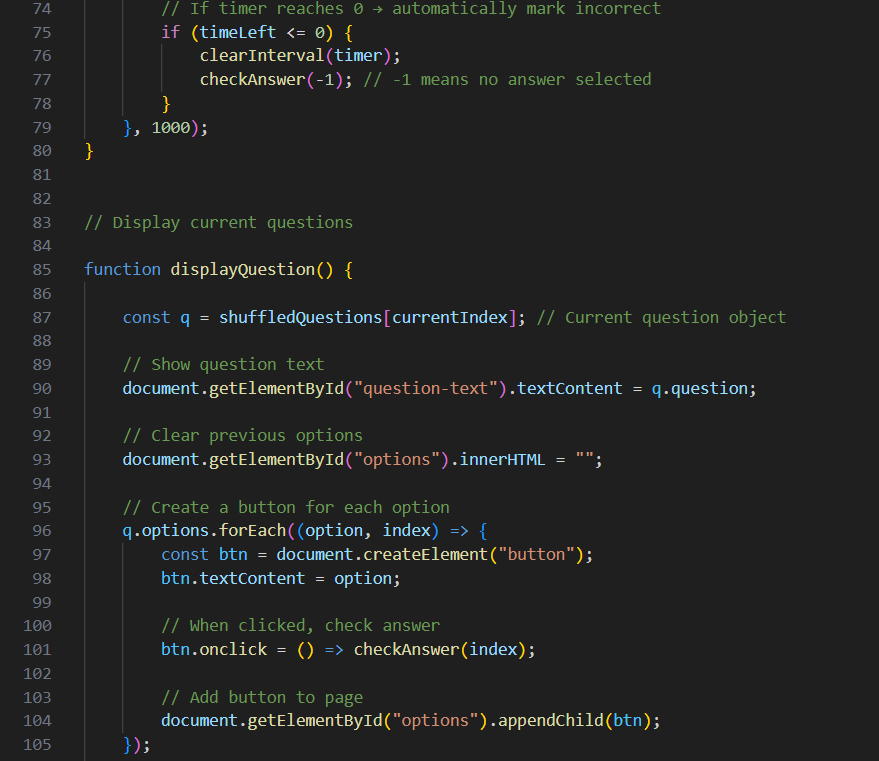 74 // If timer reaches 0 → automatically mark incorrect
75 if (timeLeft <= 0) {
76 clearInterval(timer);
77 checkAnswer(-1); // -1 means no answer selected
78 }
79 }, 1000);
80 }
81
82
83 // Display current questions
84
85 function displayQuestion() {
86
87 const q = shuffledQuestions[currentIndex]; // Current question object
88
89 // Show question text
90 document.getElementById("question-text").textContent = q.question;
91
92 // Clear previous options
93 document.getElementById("options").innerHTML = "";
94
95 // Create a button for each option
96 q.options.forEach((option, index) => {
97 const btn = document.createElement("button");
98 btn.textContent = option;
99
100 // When clicked, check answer
101 btn.onclick = () => checkAnswer(index);
102
103 // Add button to page
104 document.getElementById("options").appendChild(btn);
105 });